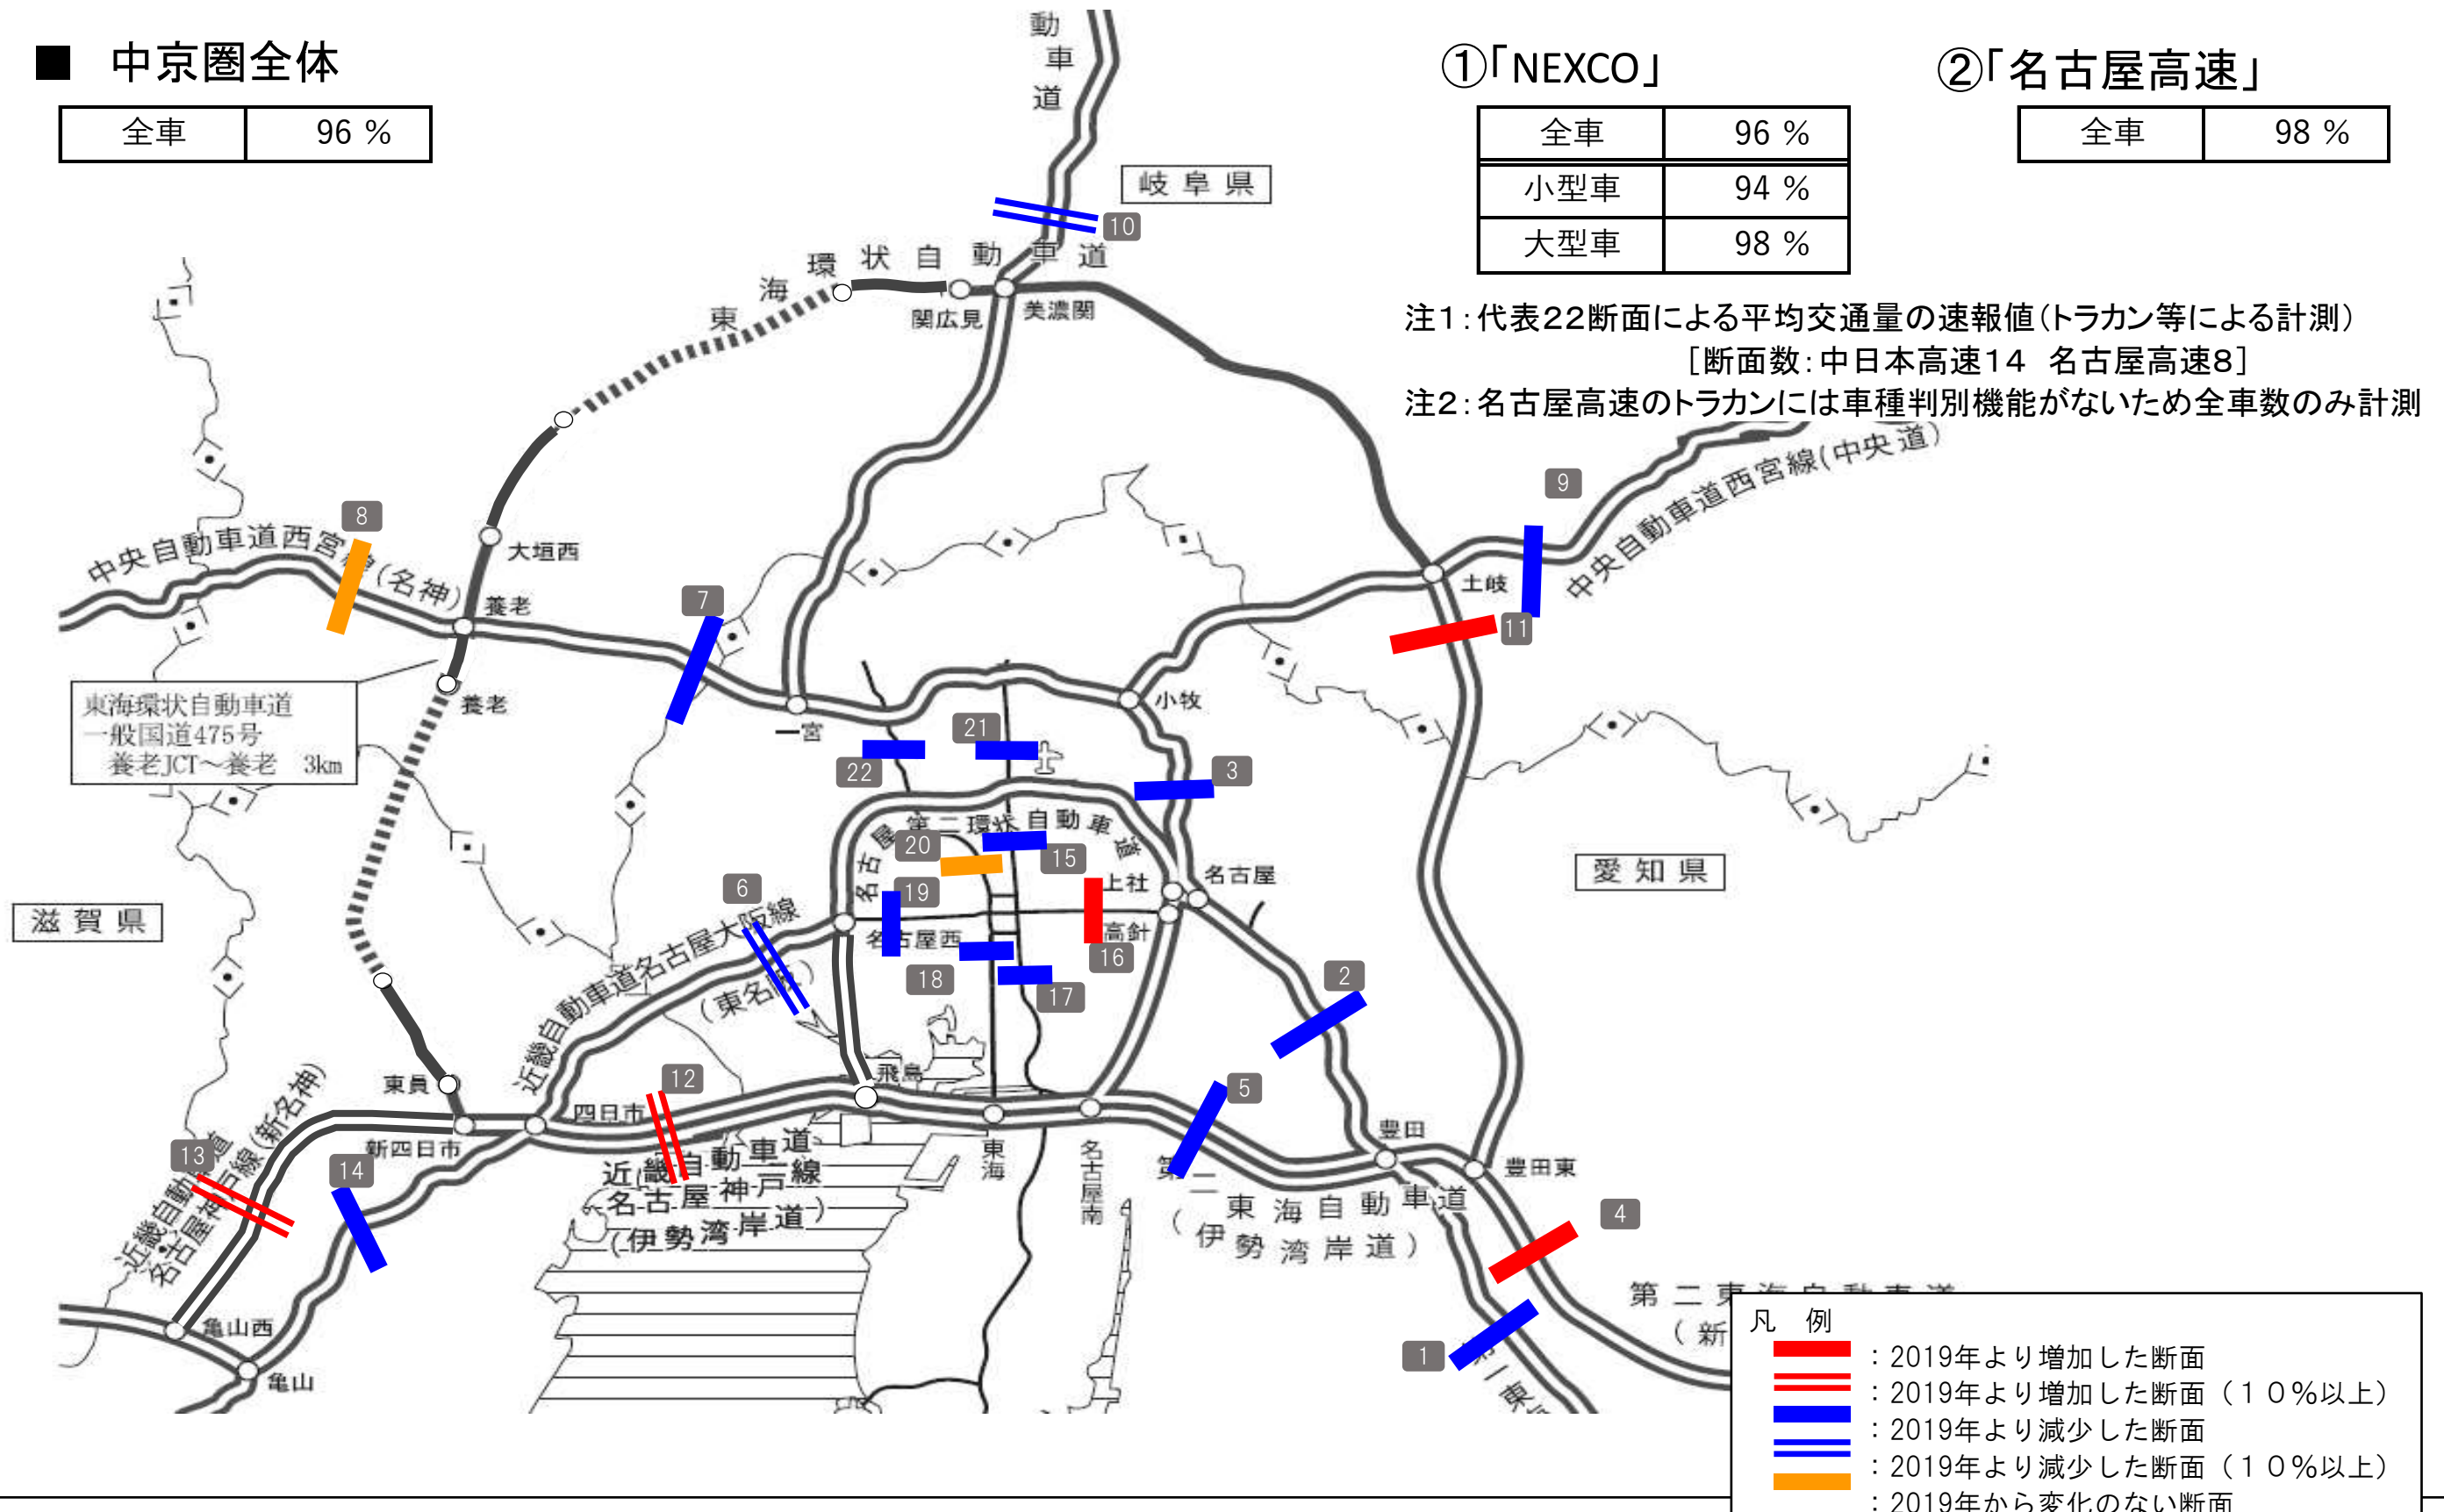 ■ 中京圏全体
全車 96 %
①「NEXCO」
全車 96 %
小型車 94 %
大型車 98 %
②「名古屋高速」
全車 98 %
注1:代表22断面による平均交通量の速報値(トラカン等による計測)
[断面数:中日本高速14 名古屋高速8]
注2:名古屋高速のトラカンには車種判別機能がないため全車数のみ計測
動車道
岐阜県
10
東海環状自動車道
関広見
美濃関
中央自動車道西宮線(中央道)
9
8
中央自動車道西宮線(名神)
大垣西
養老
7
土岐
11
東海環状自動車道
一般国道475号
養老JCT~養老 3km
養老
一宮
小牧
21
22
3
名古屋第二環状自動車道
20
15
19
6
上社
名古屋
愛知県
滋賀県
近畿自動車道名古屋大阪線
(東名阪)
名古屋西
高針
16
18
17
2
東員
飛島
12
四日市
5
新四日市
13
14
近畿自動車道
名古屋神戸線(新名神)
近畿自動車道
名古屋神戸線
(伊勢湾岸道)
東海
名古屋南
豊田
豊田東
第二東海自動車道
(伊勢湾岸道)
4
1
亀山西
亀山
第二東海自動車道
(新
凡 例
:2019年より増加した断面
:2019年より増加した断面(10%以上)
:2019年より減少した断面
:2019年より減少した断面(10%以上)
:2019年から変化のない断面